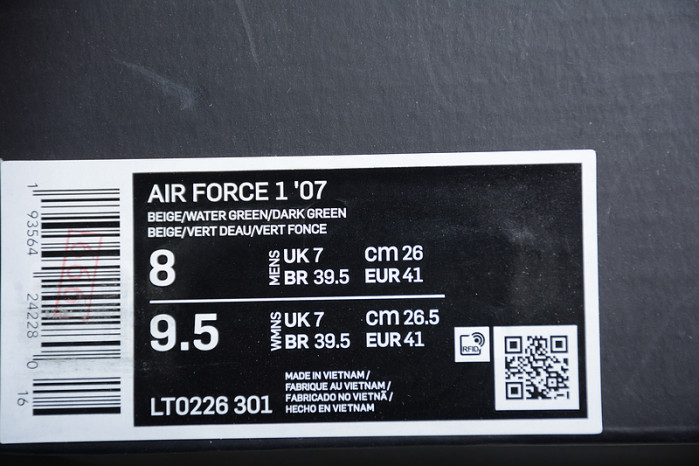 AIR FORCE 1 '07
BEIGE/WATER GREEN/DARK GREEN
BEIGE/VERT DEAU/VERT FONCE
8 MENS UK 7 cm 26
BR 39.5 EUR 41
9.5 WMNS UK 7 cm 26.5
BR 39.5 EUR 41
RFID
MADE IN VIETNAM /
FABRIQUE AU VIETNAM /
FABRICADO NO VIETNÃ /
HECHO EN VIETNAM
LT0226 301
1 93564 24228 0 16